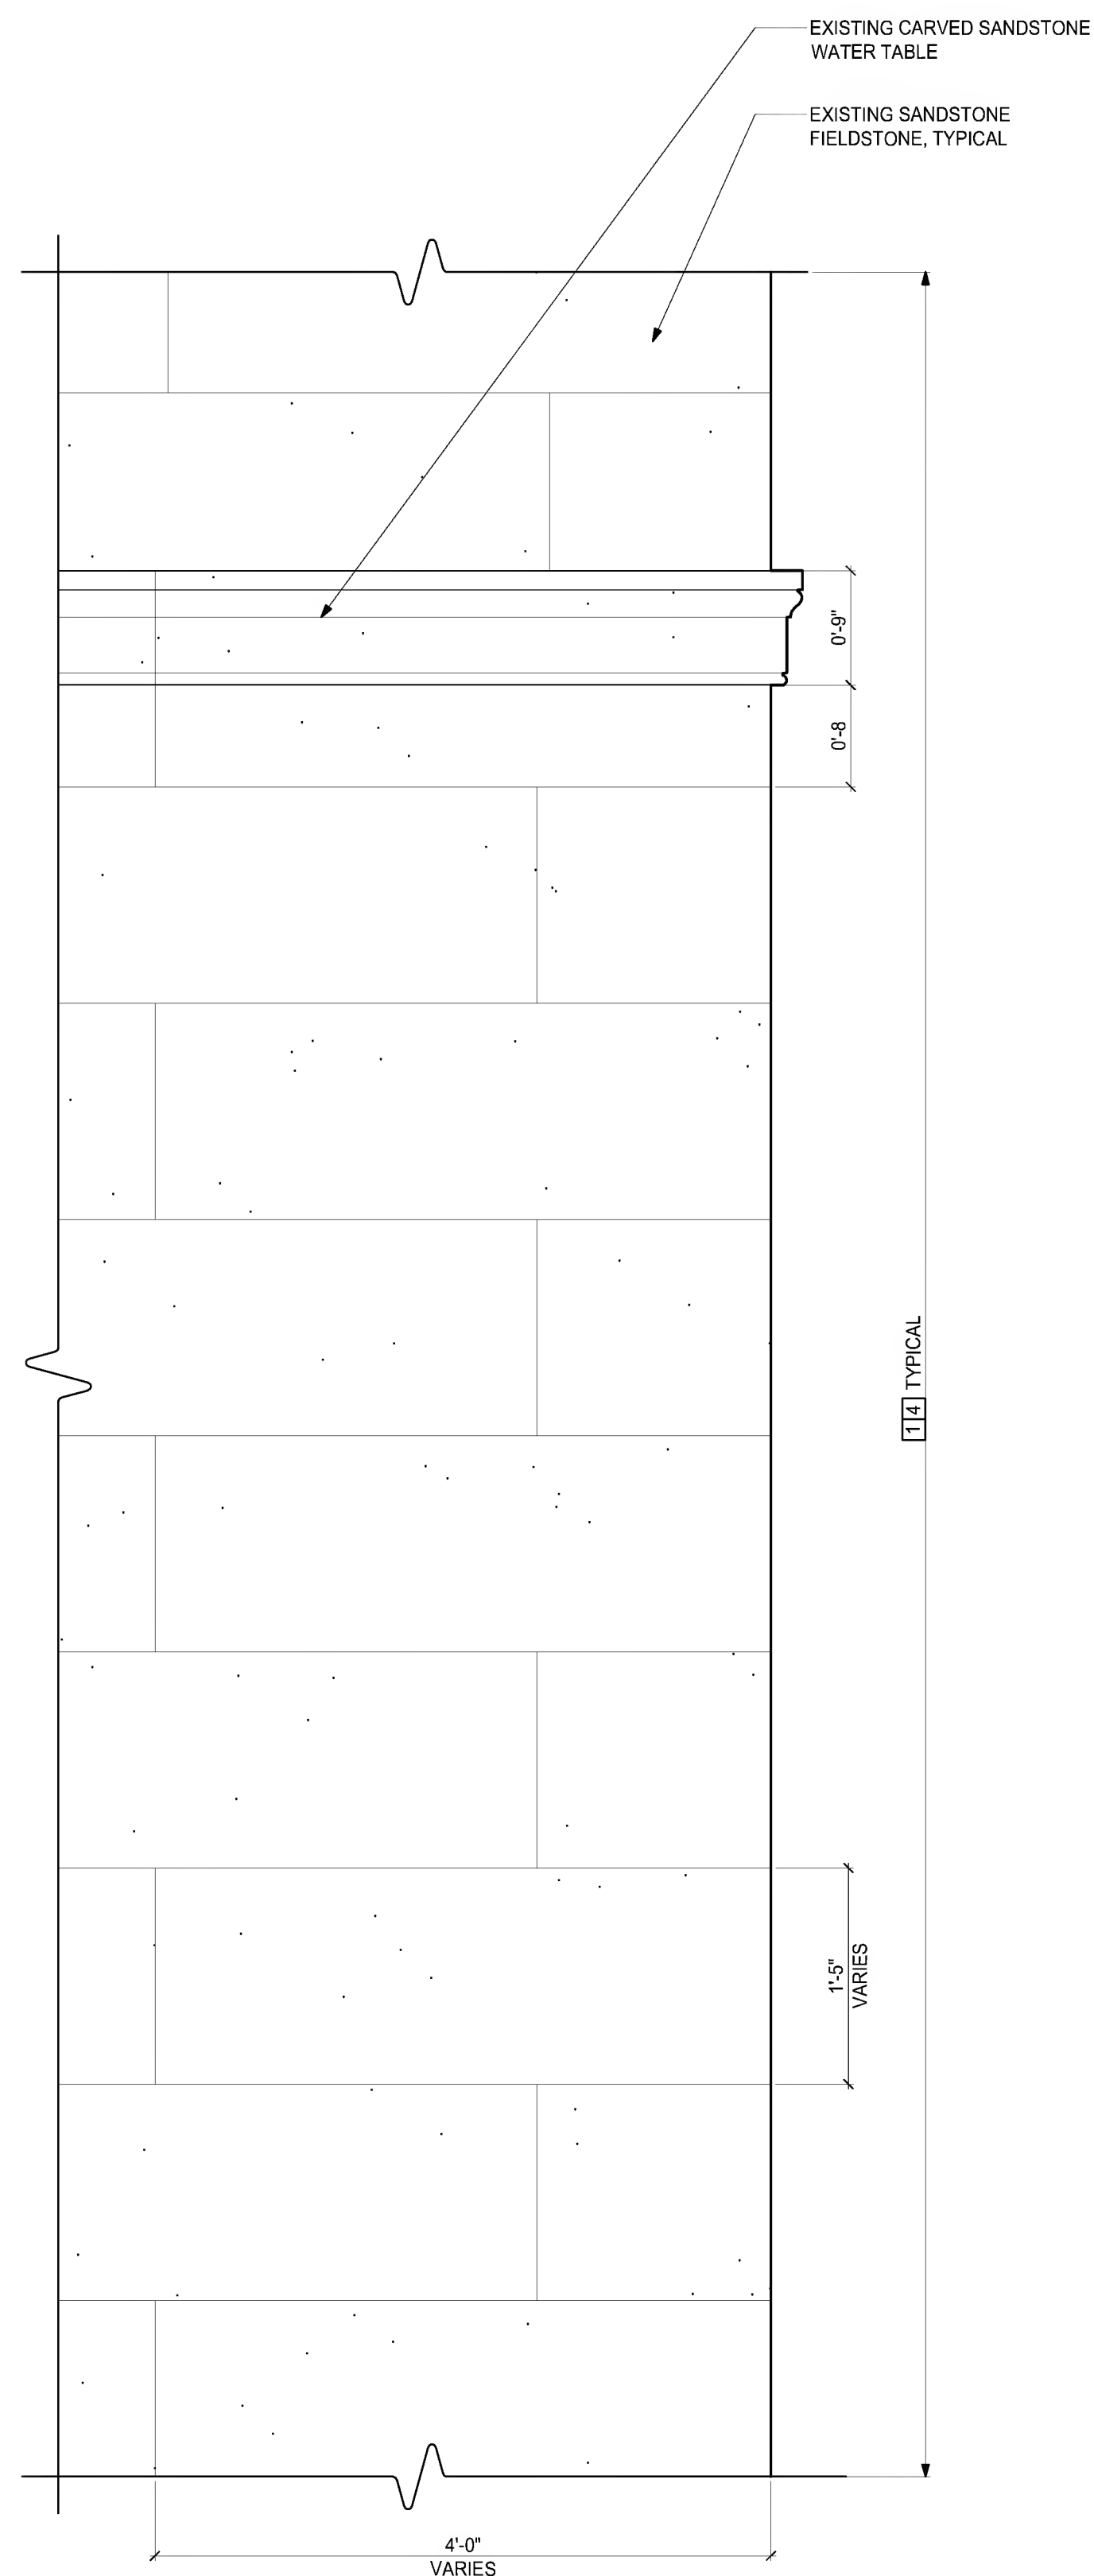 EXISTING CARVED SANDSTONE
WATER TABLE
EXISTING SANDSTONE
FIELDSTONE, TYPICAL
0'-9"
0'-8
1 4 TYPICAL
1'-5"
VARIES
4'-0"
VARIES